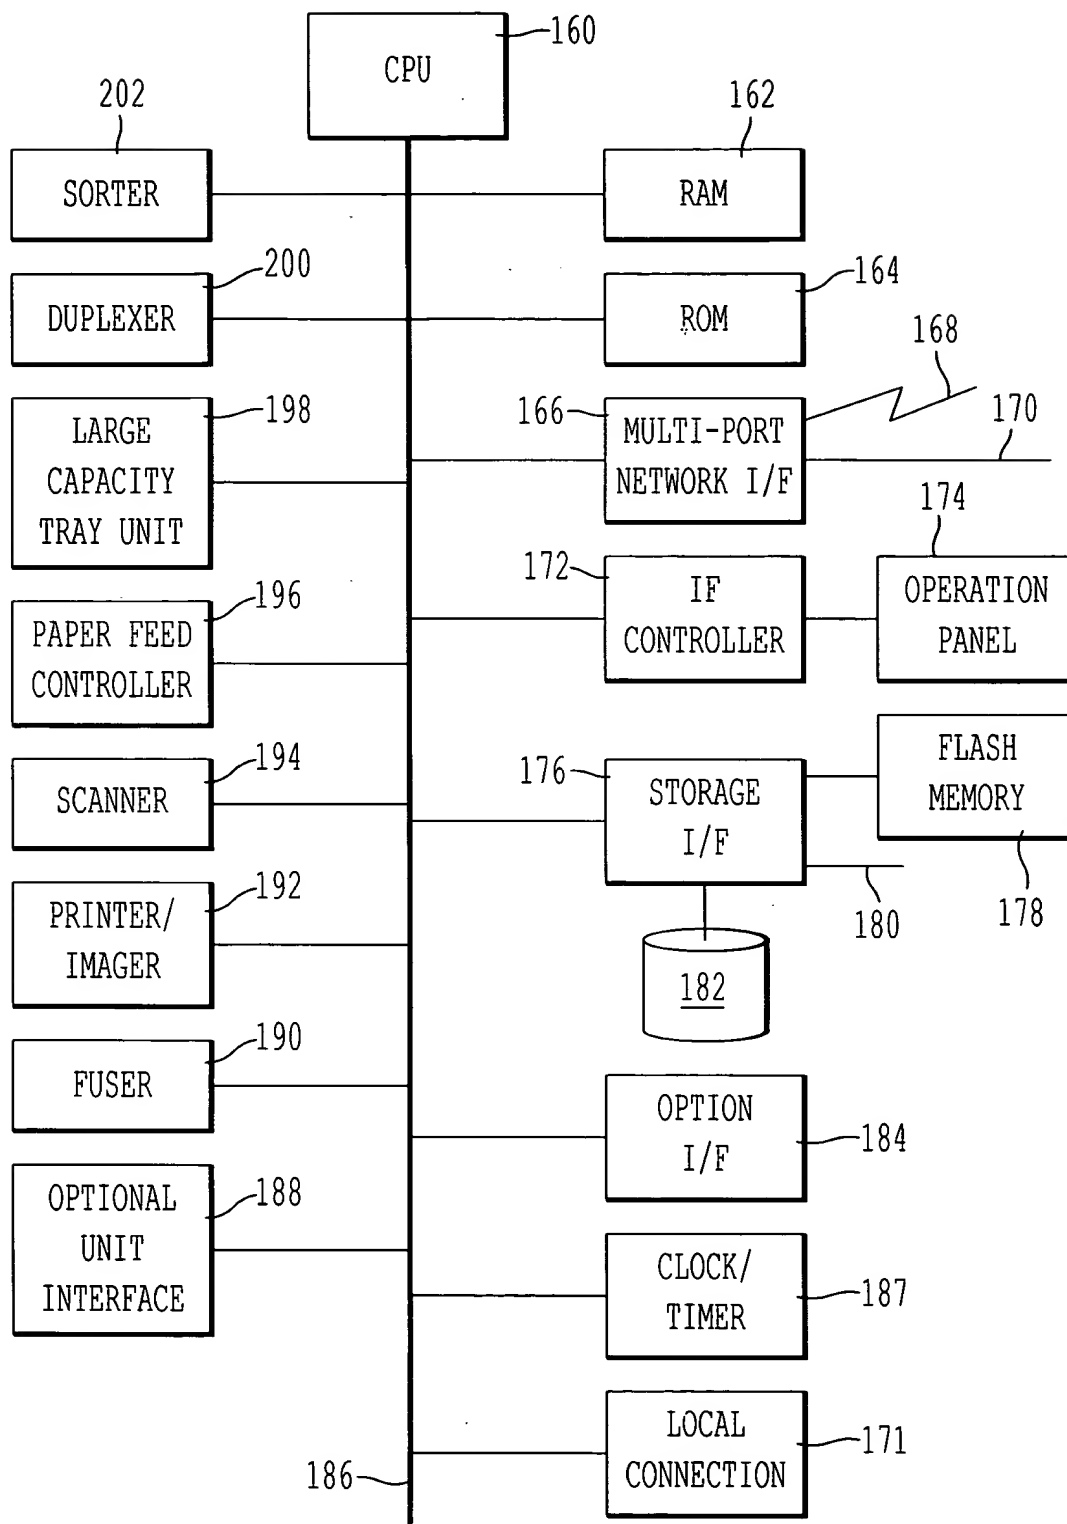 CPU
160
202
SORTER
162
RAM
200
DUPLEXER
164
ROM
168
198
LARGE
CAPACITY
TRAY UNIT
166
MULTI-PORT
NETWORK I/F
170
174
172
IF
CONTROLLER
OPERATION
PANEL
196
PAPER FEED
CONTROLLER
194
SCANNER
176
STORAGE
I/F
FLASH
MEMORY
178
180
192
PRINTER/
IMAGER
182
190
FUSER
OPTION
I/F
184
188
OPTIONAL
UNIT
INTERFACE
CLOCK/
TIMER
187
LOCAL
CONNECTION
171
186